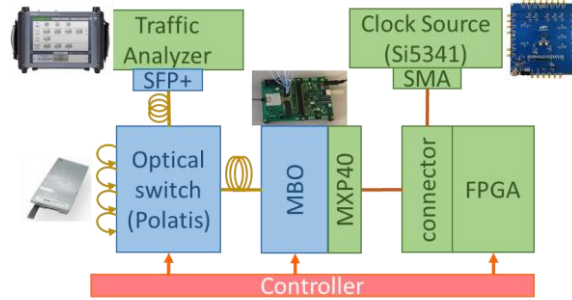 Traffic
Analyzer
SFP+
Clock Source
(Si5341)
SMA
Optical
switch
(Polatis)
MBO
MXP40
connector
FPGA
Controller